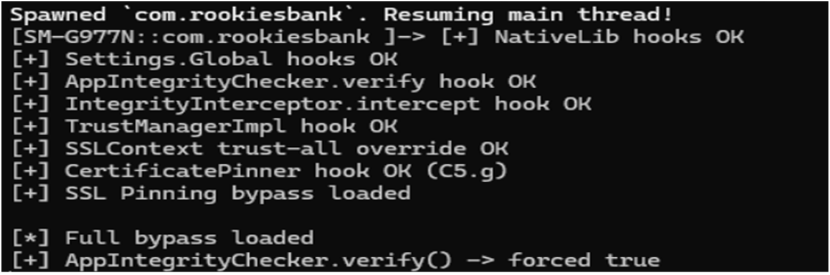 Spawned `com.rookiesbank`. Resuming main thread!
[SM-G977N::com.rookiesbank ]-> [+] NativeLib hooks OK
[+] Settings.Global hooks OK
[+] AppIntegrityChecker.verify hook OK
[+] IntegrityInterceptor.intercept hook OK
[+] TrustManagerImpl hook OK
[+] SSLContext trust-all override OK
[+] CertificatePinner hook OK (C5.g)
[+] SSL Pinning bypass loaded
[*] Full bypass loaded
[+] AppIntegrityChecker.verify() -> forced true